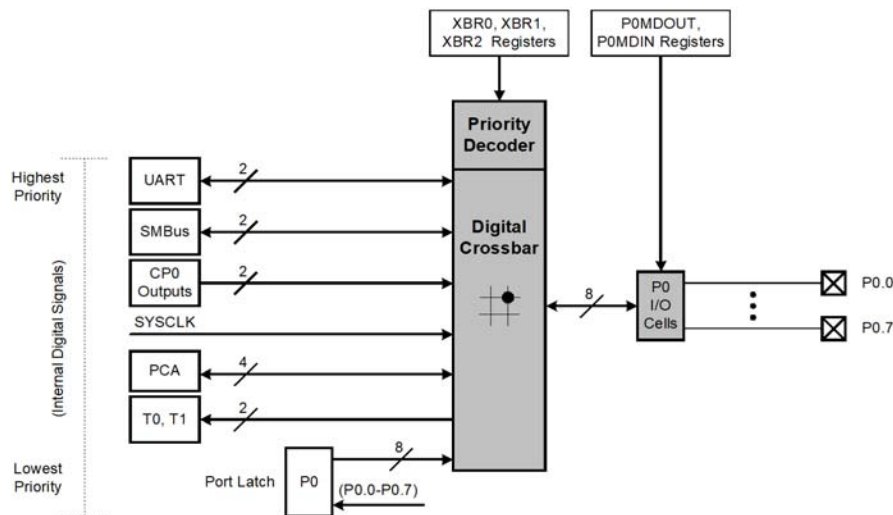 XBR0, XBR1,
XBR2 Registers
P0MDOUT,
P0MDIN Registers
Priority
Decoder
Highest
Priority
UART
2
SMBus
2
Digital
Crossbar
CP0
Outputs
2
P0
I/O
Cells
8
P0.0
P0.7
SYSCLK
(Internal Digital Signals)
PCA
4
T0, T1
2
Lowest
Priority
Port Latch
P0
8
(P0.0-P0.7)